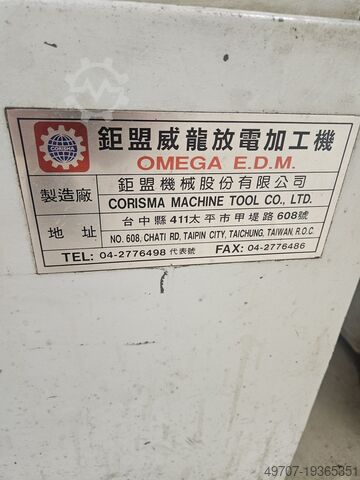 CORISMA
鉅盟威龍放電加工機
OMEGA E.D.M.
製造廠
鉅盟機械股份有限公司
CORISMA MACHINE TOOL CO., LTD.
地址
台中縣411太平市甲堤路608號
NO. 608, CHATI RD, TAIPIN CITY, TAICHUNG, TAIWAN, R.O.C.
TEL: 04-2776498 代表號 FAX: 04-2776486
49707-19365351